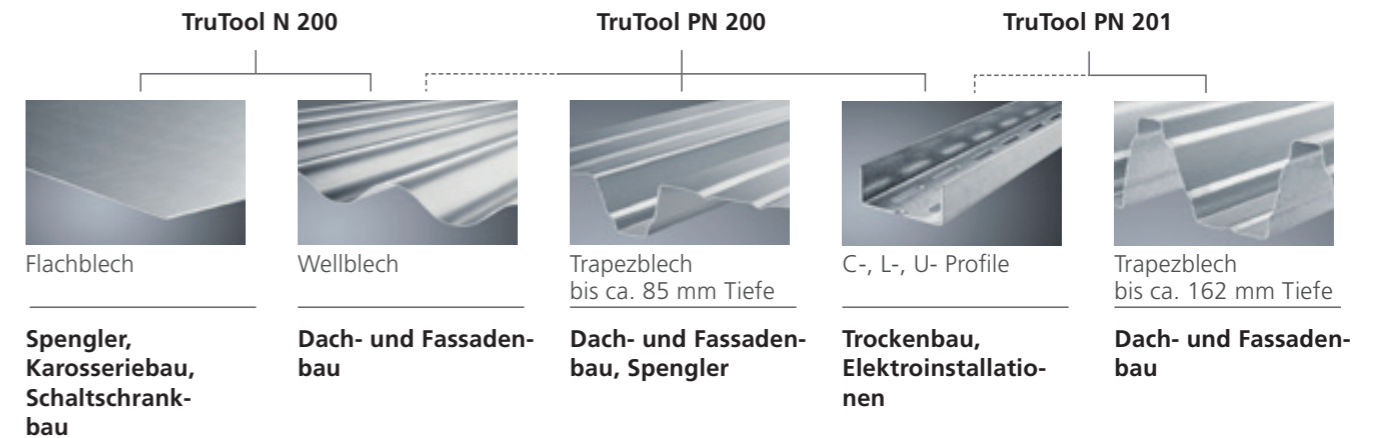 TruTool N 200
TruTool PN 200
TruTool PN 201
Flachblech
Wellblech
Trapezblech
bis ca. 85 mm Tiefe
C-, L-, U- Profile
Trapezblech
bis ca. 162 mm Tiefe
Spengler,
Karosseriebau,
Schaltschrank-
bau
Dach- und Fassaden-
bau
Dach- und Fassaden-
bau, Spengler
Trockenbau,
Elektroinstallatio-
nen
Dach- und Fassaden-
bau